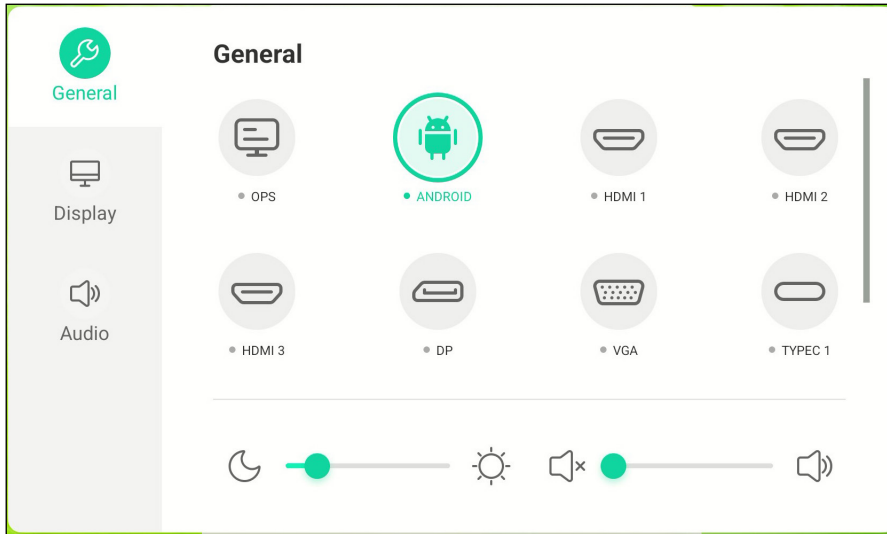 General
General
OPS
ANDROID
HDMI 1
HDMI 2
Display
Audio
HDMI 3
DP
VGA
TYPEC 1